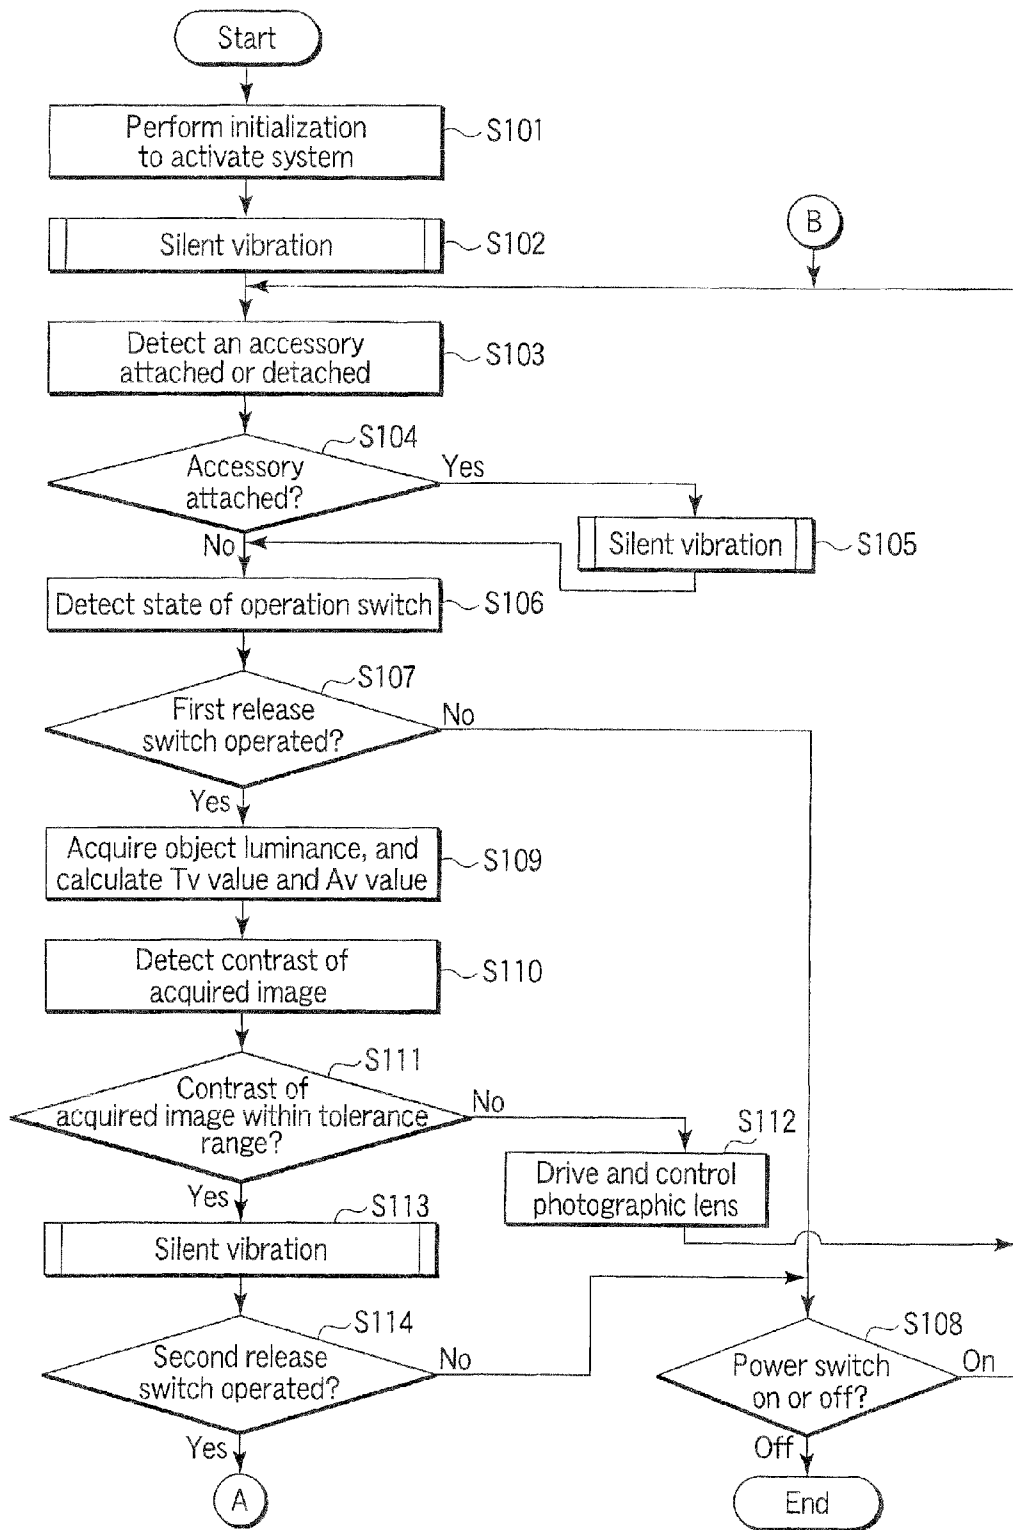 Start
Perform initialization
to activate system
S101
Silent vibration
S102
B
Detect an accessory
attached or detached
S103
S104
Accessory
attached?
Yes
No
Silent vibration
S105
Detect state of operation switch
S106
S107
First release
switch operated?
No
Yes
Acquire object luminance, and
calculate Tv value and Av value
S109
Detect contrast of
acquired image
S110
S111
Contrast of
acquired image within tolerance
range?
No
Yes
S112
Drive and control
photographic lens
S113
Silent vibration
S114
Second release
switch operated?
No
Yes
A
S108
Power switch
on or off?
On
Off
End